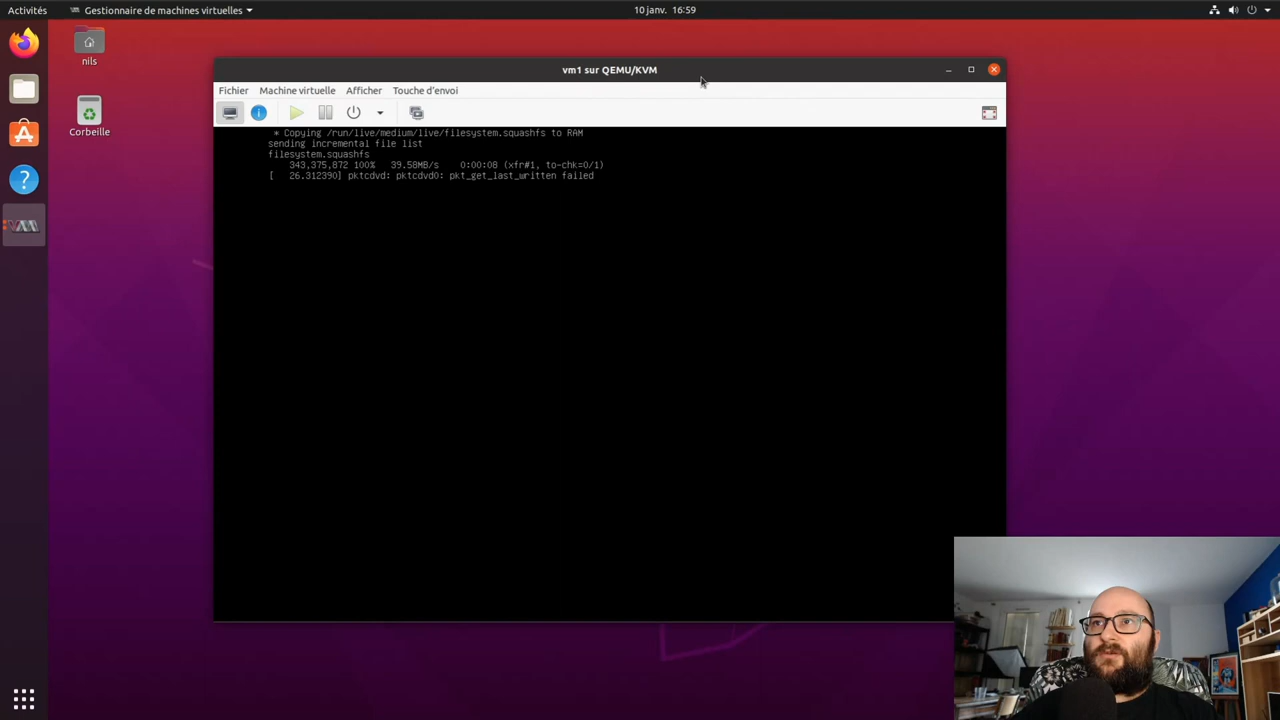 Activités
Gestionnaire de machines virtuelles
10 janv. 16:59
nils
Corbeille
vm1 sur QEMU/KVM
Fichier
Machine virtuelle
Afficher
Touche d'envoi
* Copying /run/live/medium/live/filesystem.squashfs to RAM
sending incremental file list
filesystem.squashfs
343,375,872 100% 39.58MB/s 0:00:08 (xfr#1, to-chk=0/1)
[ 26.312390] pktcdvd: pktcdvd0: pkt_get_last_written failed